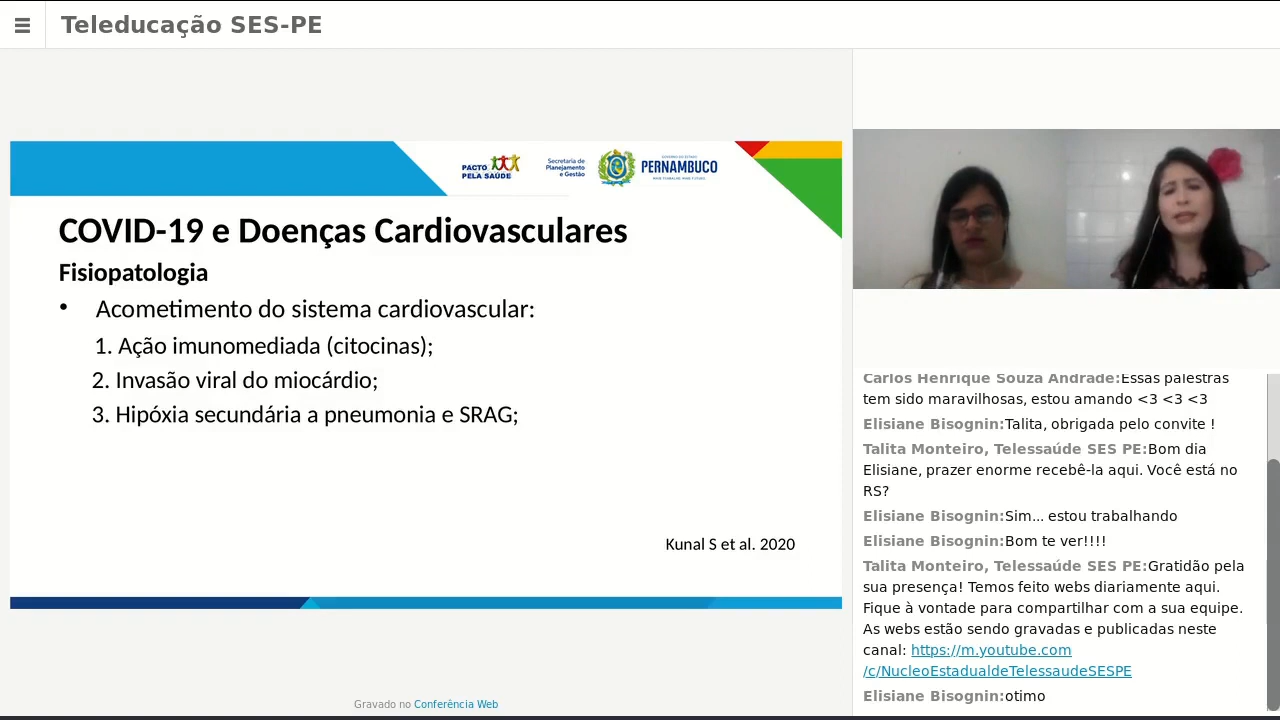 Teleducação SES-PE
PACTO
PELA SAÚDE
Secretaria de
Planejamento
e Gestão
PERNAMBUCO
COVID-19 e Doenças Cardiovasculares
Fisiopatologia
• Acometimento do sistema cardiovascular:
1. Ação imunomediada (citocinas);
2. Invasão viral do miocárdio;
3. Hipóxia secundária a pneumonia e SRAG;
Kunal S et al. 2020
Gravado no Conferência Web
Carlos Henrique Souza Andrade:Essas palestras
tem sido maravilhosas, estou amando <3 <3 <3
Elisiane Bisognin:Talita, obrigada pelo convite !
Talita Monteiro, Telessaúde SES PE:Bom dia
Elisiane, prazer enorme recebê-la aqui. Você está no
RS?
Elisiane Bisognin:Sim... estou trabalhando
Elisiane Bisognin:Bom te ver!!!!
Talita Monteiro, Telessaúde SES PE:Gratidão pela
sua presença! Temos feito webs diariamente aqui.
Fique à vontade para compartilhar com a sua equipe.
As webs estão sendo gravadas e publicadas neste
canal: https://m.youtube.com
/c/NucleoEstadualdeTelessaudeSESPE
Elisiane Bisognin:otimo